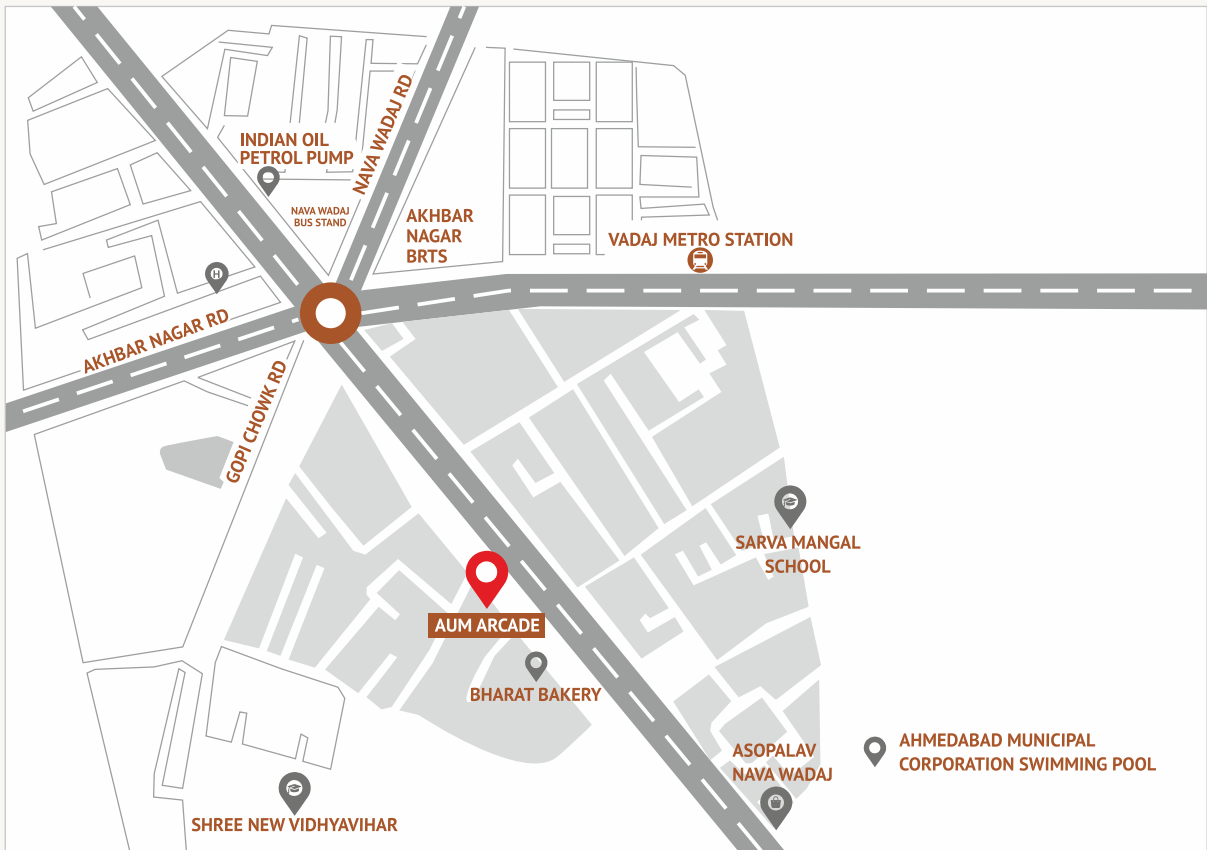 INDIAN OIL
PETROL PUMP
NAVA WADAJ RD
NAVA WADAJ
BUS STAND
AKHBAR
NAGAR
BRTS
VADAJ METRO STATION
H
AKHBAR NAGAR RD
GOPI CHOWK RD
SARVA MANGAL
SCHOOL
AUM ARCADE
BHARAT BAKERY
ASOPALAV
NAVA WADAJ
AHMEDABAD MUNICIPAL
CORPORATION SWIMMING POOL
SHREE NEW VIDHYAVIHAR